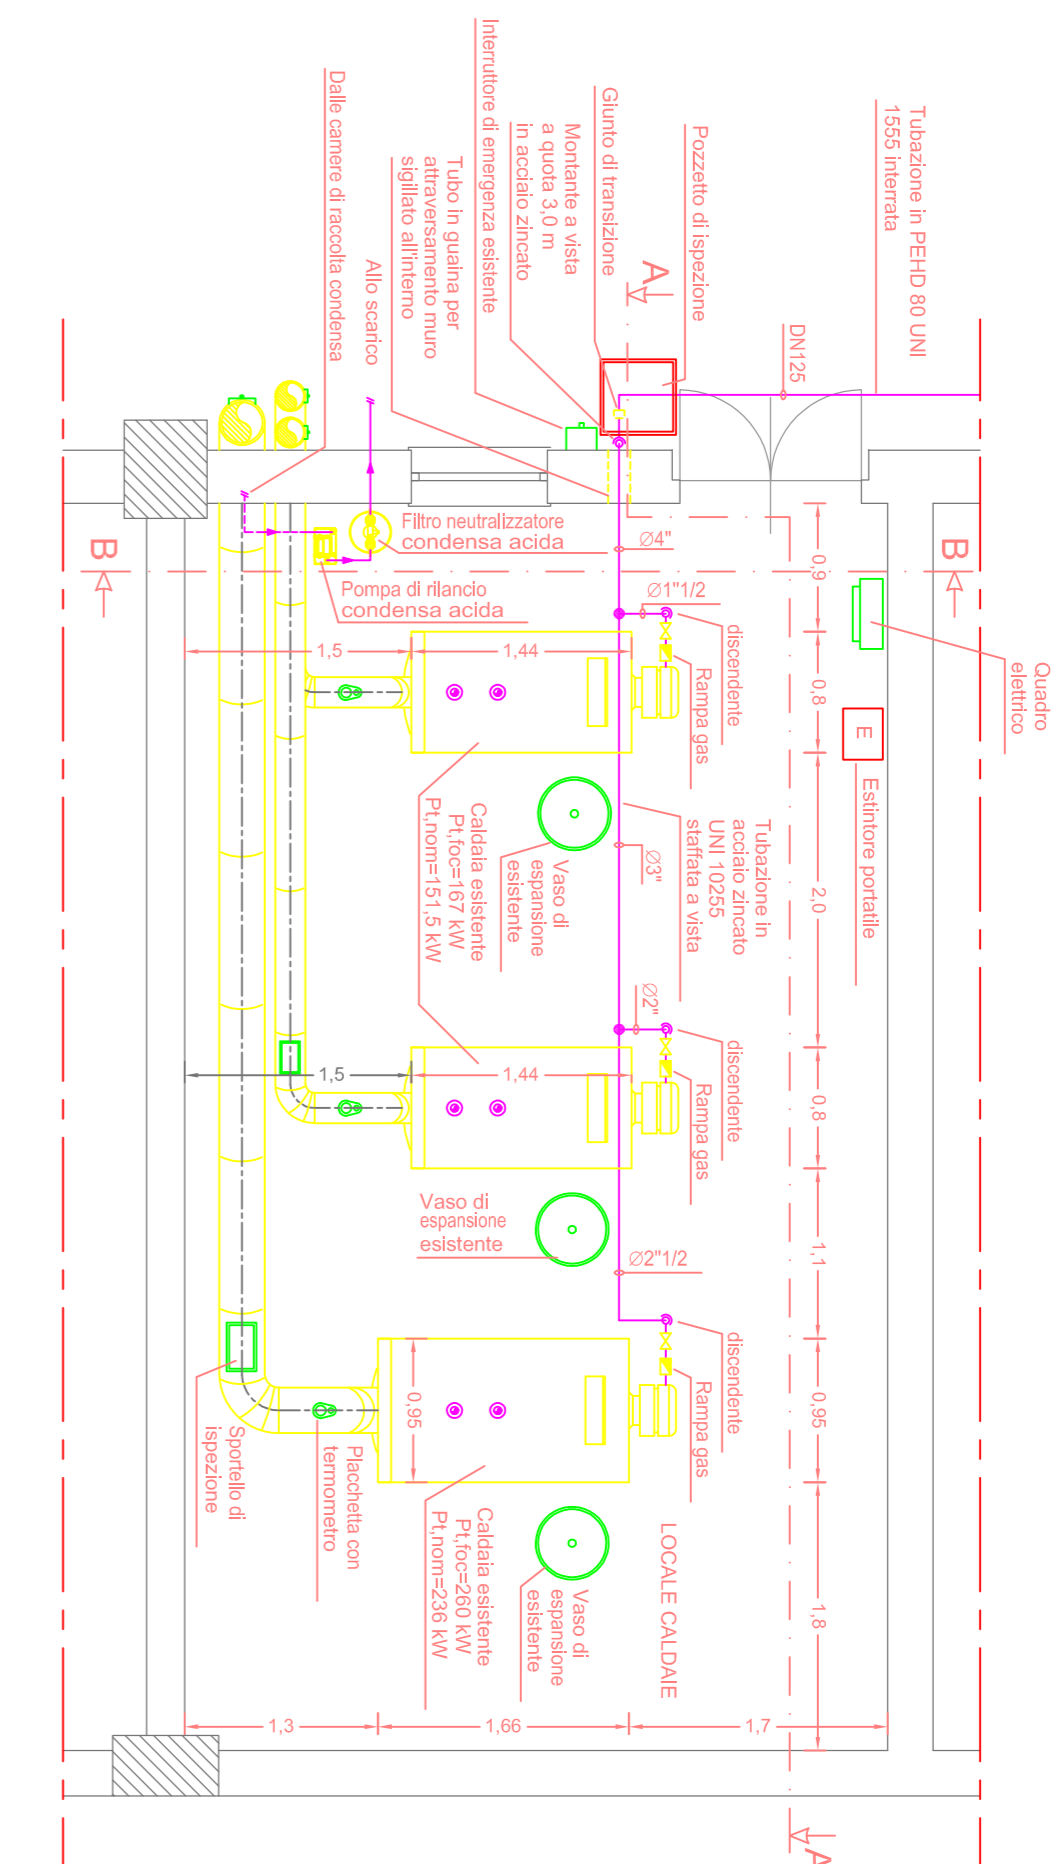 Tubazione in PEHD 80 UNI
1555 interrata
Pozzetto di ispezione
Giunto di transizione
Montante a vista
a quota 3,0 m
in acciaio zincato
Interruttore di emergenza esistente
Tubo in guaina per
attraversamento muro
sigillato all'interno
Allo scarico
Dalle camere di raccolta condensa
A
DN125
B
B
Filtro neutralizzatore
condensa acida
Pompa di rilancio
condensa acida
Ø4"
Ø1"1/2
discendente
Rampa gas
0,9
Quadro
elettrico
1,5
1,44
0,8
E
Estintore portatile
Tubazione in
acciaio zincato
UNI 10255
staffata a vista
Ø3"
Vaso di
espansione
esistente
Caldaia esistente
Pt,foc=167 kW
Pt,nom=151,5 kW
2,0
Ø2"
discendente
Rampa gas
1,5
1,44
0,8
Vaso di
espansione
esistente
Ø2"1/2
1,1
discendente
Rampa gas
0,95
0,95
Sportello di
ispezione
Placchetta con
termometro
Caldaia esistente
Pt,foc=260 kW
Pt,nom=236 kW
Vaso di
espansione
esistente
LOCALE CALDAIE
1,8
1,3
1,66
1,7
A